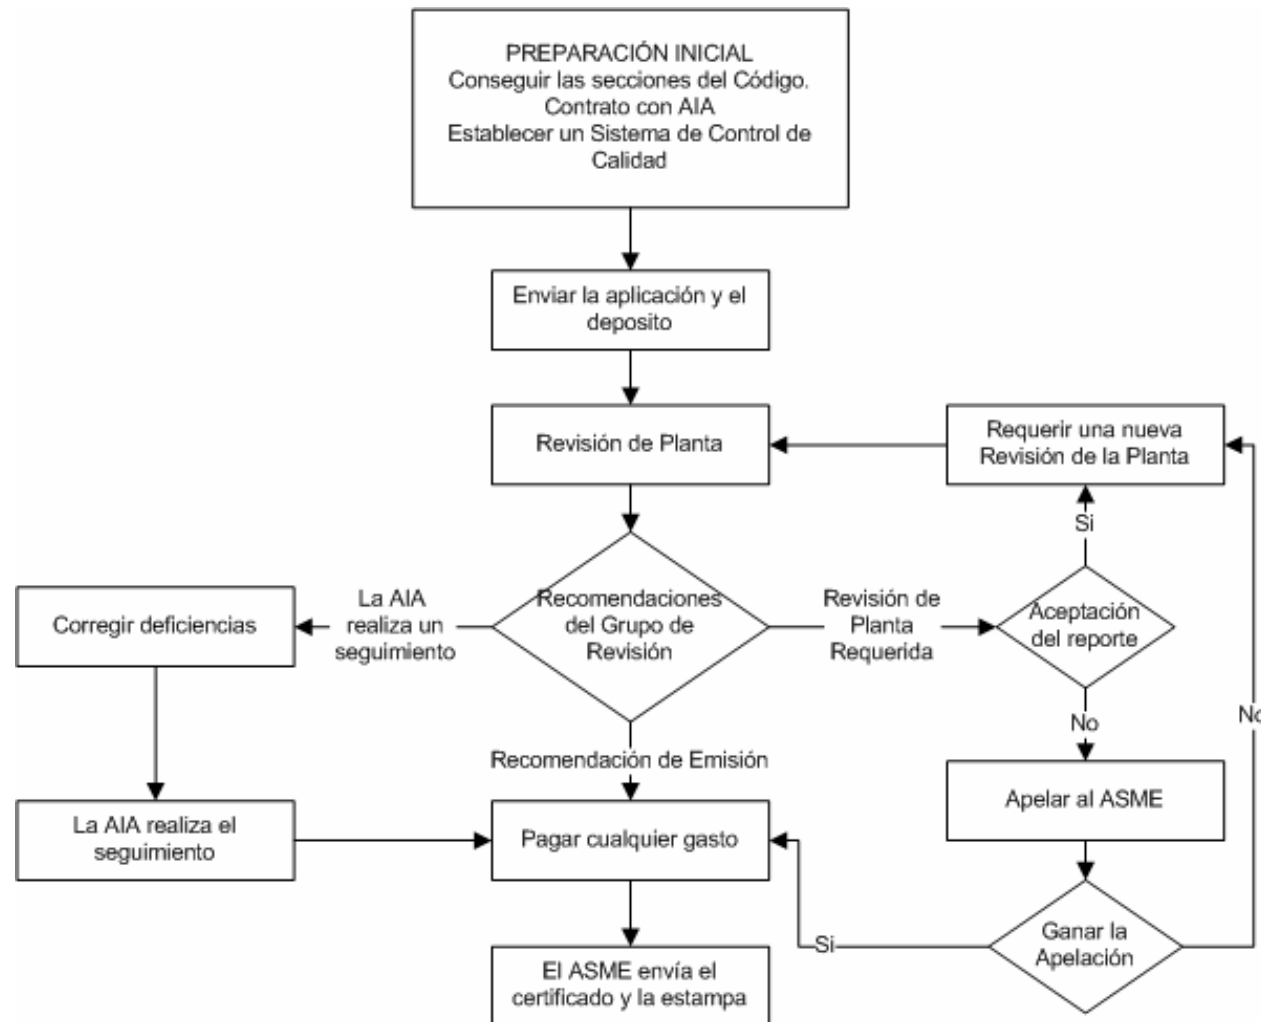 PREPARACIÓN INICIAL
Conseguir las secciones del Código.
Contrato con AIA
Establecer un Sistema de Control de
Calidad
Enviar la aplicación y el
deposito
Revisión de Planta
Requerir una nueva
Revisión de la Planta
Si
Corregir deficiencias
La AIA
realiza un
seguimiento
Recomendaciones
del Grupo de
Revisión
Revisión de
Planta
Requerida
Aceptación
del reporte
No
No
Recomendación de Emisión
La AIA realiza el
seguimiento
Pagar cualquier gasto
Apelar al ASME
Si
Ganar la
Apelación
El ASME envía el
certificado y la estampa